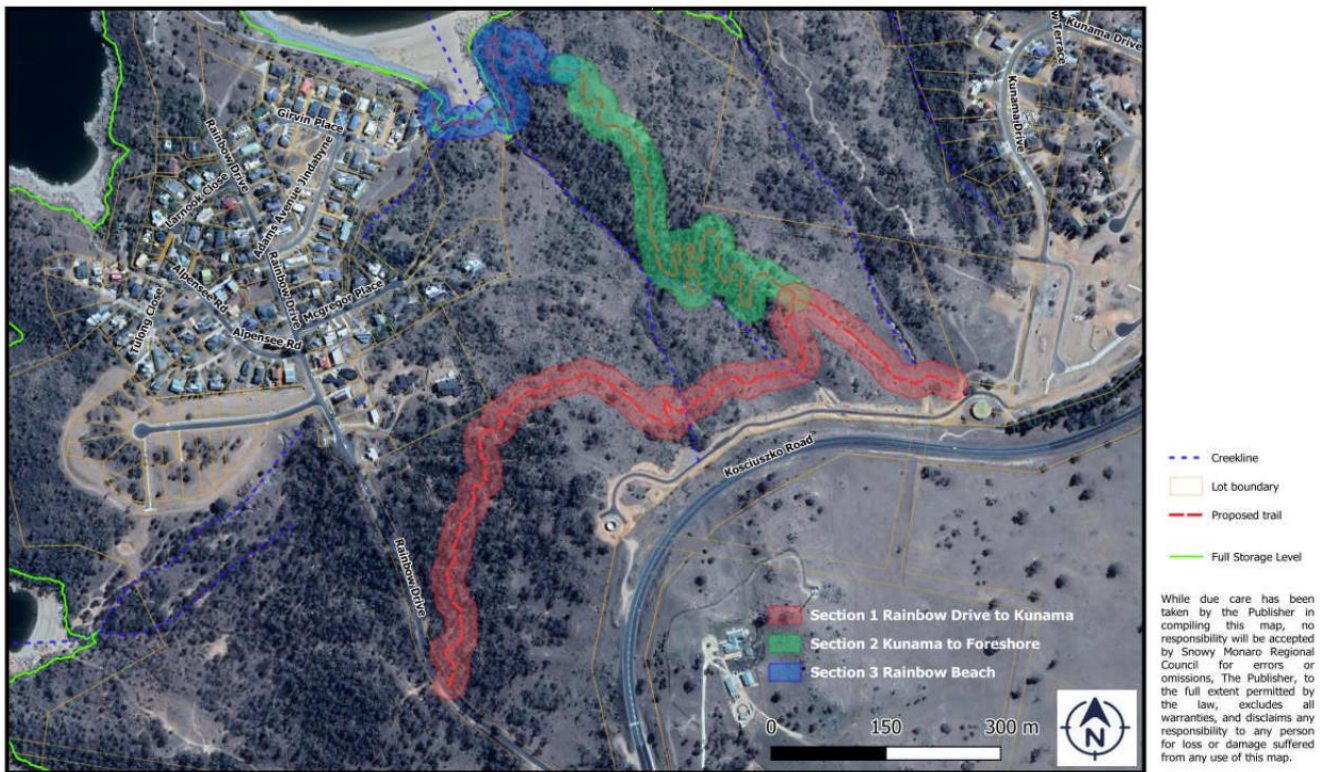 w Terrace
Kunama Drive
Kunama Drive
Girvin Place
Rainbow Drive
Larnook Close
Adams Avenue Jindabyne
Rainbow Drive
Alpensee Rd
Mcgregor Place
Tulong Close
Alpensee Rd
Kosciuszko Road
Rainbow Drive
Section 1 Rainbow Drive to Kunama
Section 2 Kunama to Foreshore
Section 3 Rainbow Beach
0 150 300 m
N
Creekline
Lot boundary
Proposed trail
Full Storage Level
While due care has been
taken by the Publisher in
compiling this map, no
responsibility will be accepted
by Snowy Monaro Regional
Council for errors or
omissions, The Publisher, to
the full extent permitted by
the law, excludes all
warranties, and disclaims any
responsibility to any person
for loss or damage suffered
from any use of this map.